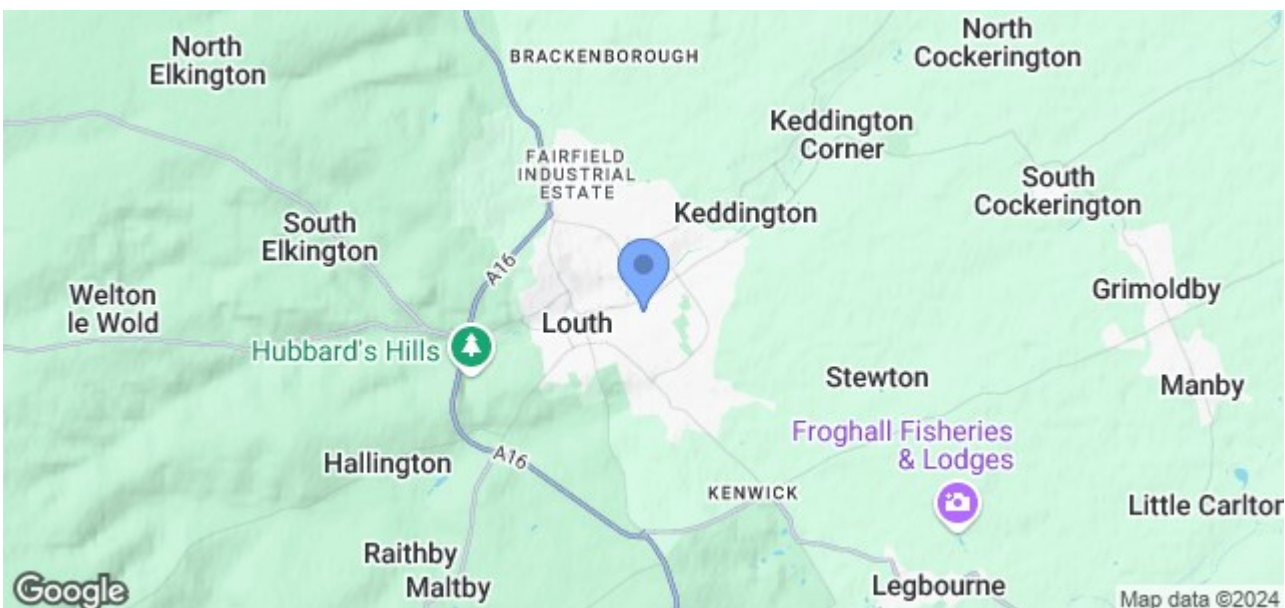 North
Elkington
BRACKENBOROUGH
North
Cockerington
Keddington
Corner
FAIRFIELD
INDUSTRIAL
ESTATE
South
Cockerington
Keddington
South
Elkington
A16
Welton
le Wold
Grimoldby
Louth
Hubbard's Hills
Stewton
Manby
Froghall Fisheries
& Lodges
Hallington
A16
KENWICK
Little Carlton
Raithby
Maltby
Legbourne
Google
Map data ©2024